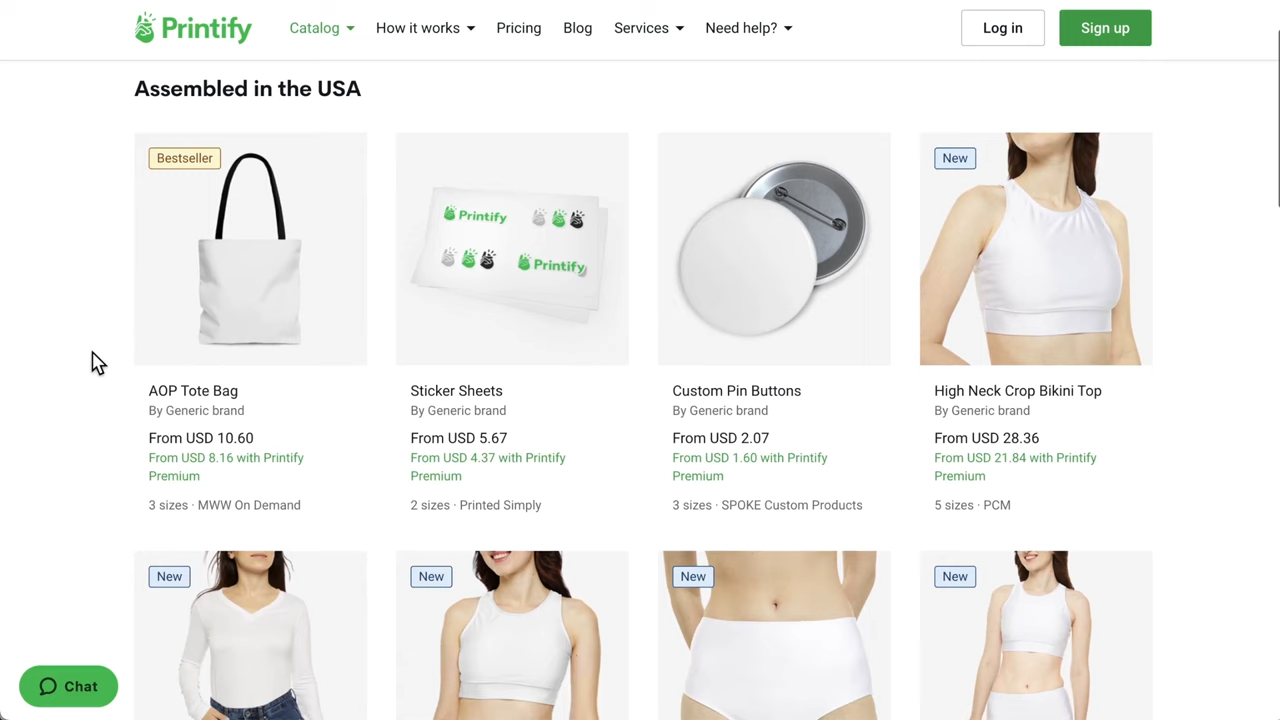 Printify
Catalog
How it works
Pricing
Blog
Services
Need help?
Log in
Sign up
Assembled in the USA
Bestseller
Printify
Printify
New
AOP Tote Bag
By Generic brand
From USD 10.60
From USD 8.16 with Printify
Premium
3 sizes · MWW On Demand
Sticker Sheets
By Generic brand
From USD 5.67
From USD 4.37 with Printify
Premium
2 sizes · Printed Simply
Custom Pin Buttons
By Generic brand
From USD 2.07
From USD 1.60 with Printify
Premium
3 sizes · SPOKE Custom Products
High Neck Crop Bikini Top
By Generic brand
From USD 28.36
From USD 21.84 with Printify
Premium
5 sizes · PCM
New
New
New
New
Chat